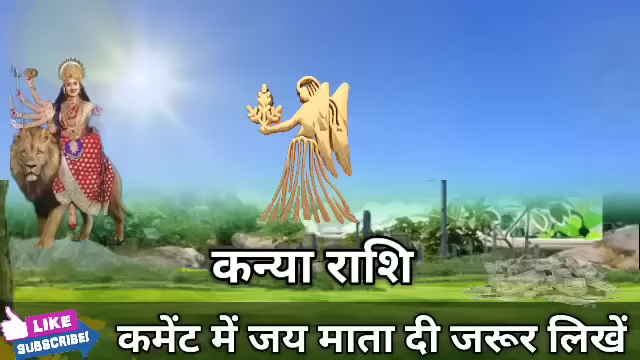 कन्या राशि
LIKE
SUBSCRIBE!
कमेंट में जय माता दी जरूर लिखें